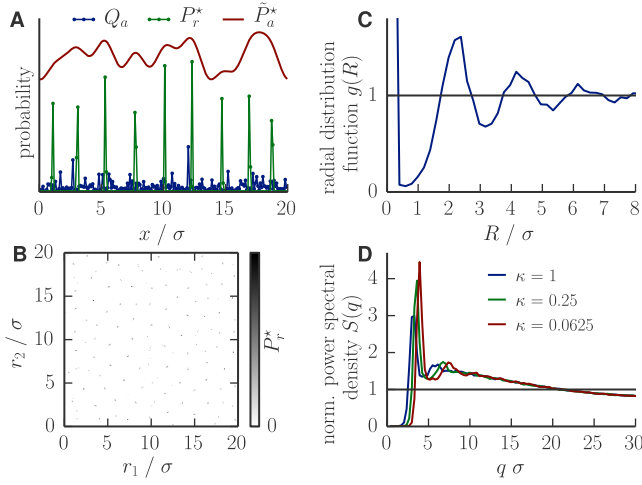 A
Q_a
P_r^⋆
P̃_a^⋆
probability
0 5 10 15 20
x / σ
C
radial distribution
function g(R)
1
0
0 1 2 3 4 5 6 7 8
R / σ
B
20
15
10
5
0
r_2 / σ
0 5 10 15 20
r_1 / σ
P_r^⋆
0
D
norm. power spectral
density S(q)
κ = 1
κ = 0.25
κ = 0.0625
4
3
2
1
0
0 5 10 15 20 25 30
q σ